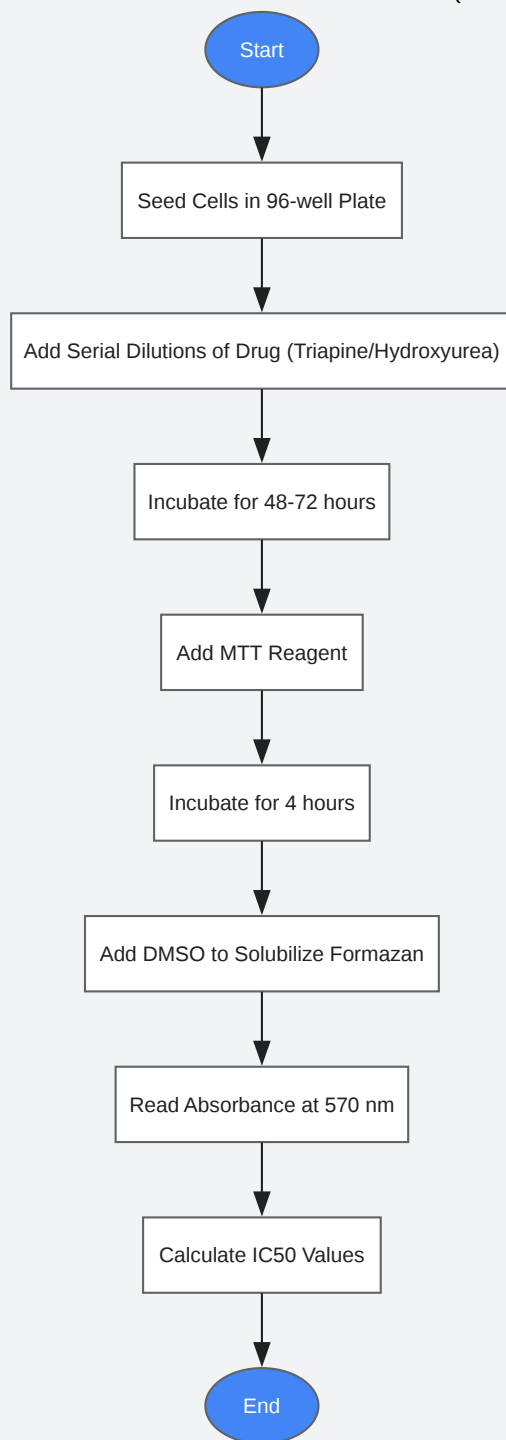 Start
Seed Cells in 96-well Plate
Add Serial Dilutions of Drug (Triapine/Hydroxyurea)
Incubate for 48-72 hours
Add MTT Reagent
Incubate for 4 hours
Add DMSO to Solubilize Formazan
Read Absorbance at 570 nm
Calculate IC50 Values
End